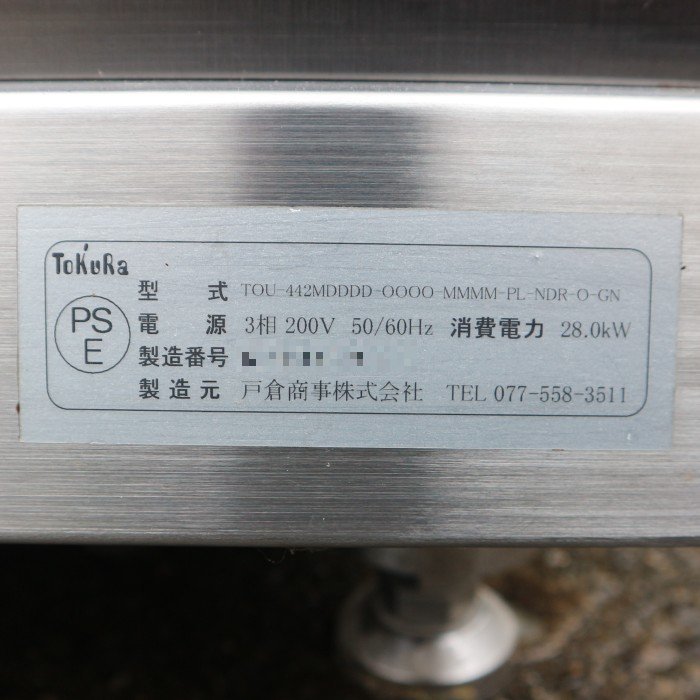 ToKuRa
PS
E
型 式 TOU-442MDDDD-OOOO-MMMM-PL-NDR-O-GN
電 源 3相 200V 50/60Hz 消費電力 28.0kW
製造番号
製造元 戸倉商事株式会社 TEL 077-558-3511